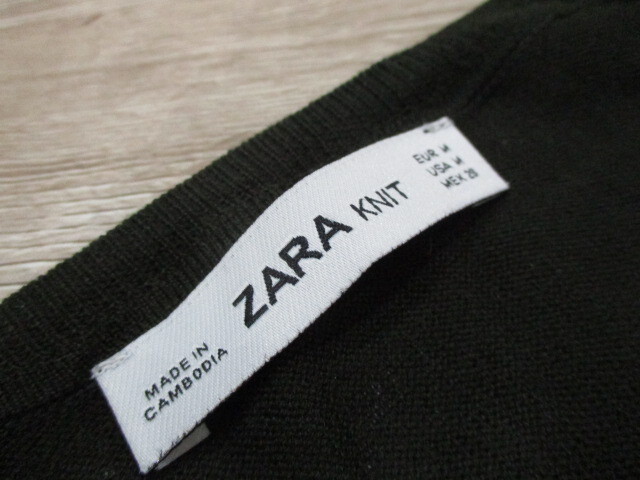 MADE IN
CAMBODIA
ZARA KNIT
EUR M
USA M
MEX 28